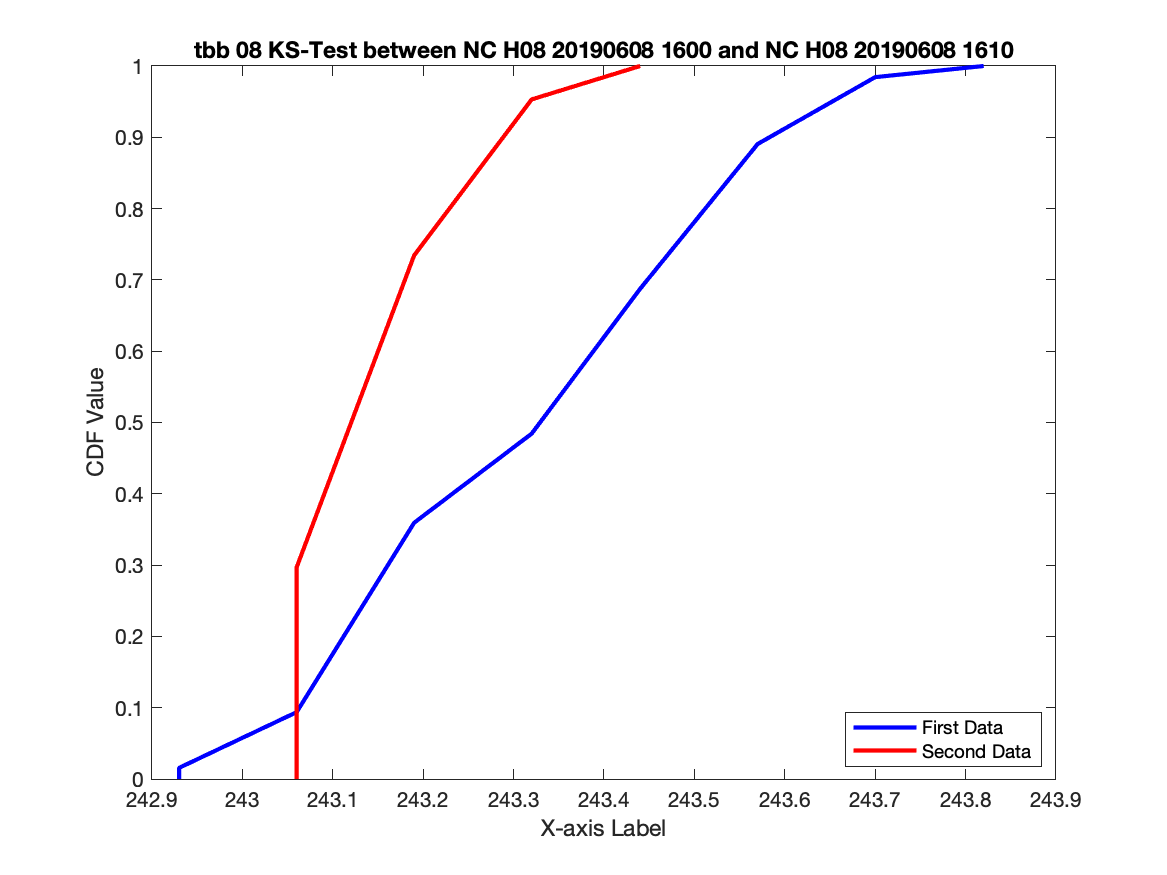 tbb 08 KS-Test between NC H08 20190608 1600 and NC H08 20190608 1610
1
0.9
0.8
0.7
0.6
0.5
0.4
0.3
0.2
0.1
0
CDF Value
First Data
Second Data
242.9 243 243.1 243.2 243.3 243.4 243.5 243.6 243.7 243.8 243.9
X-axis Label